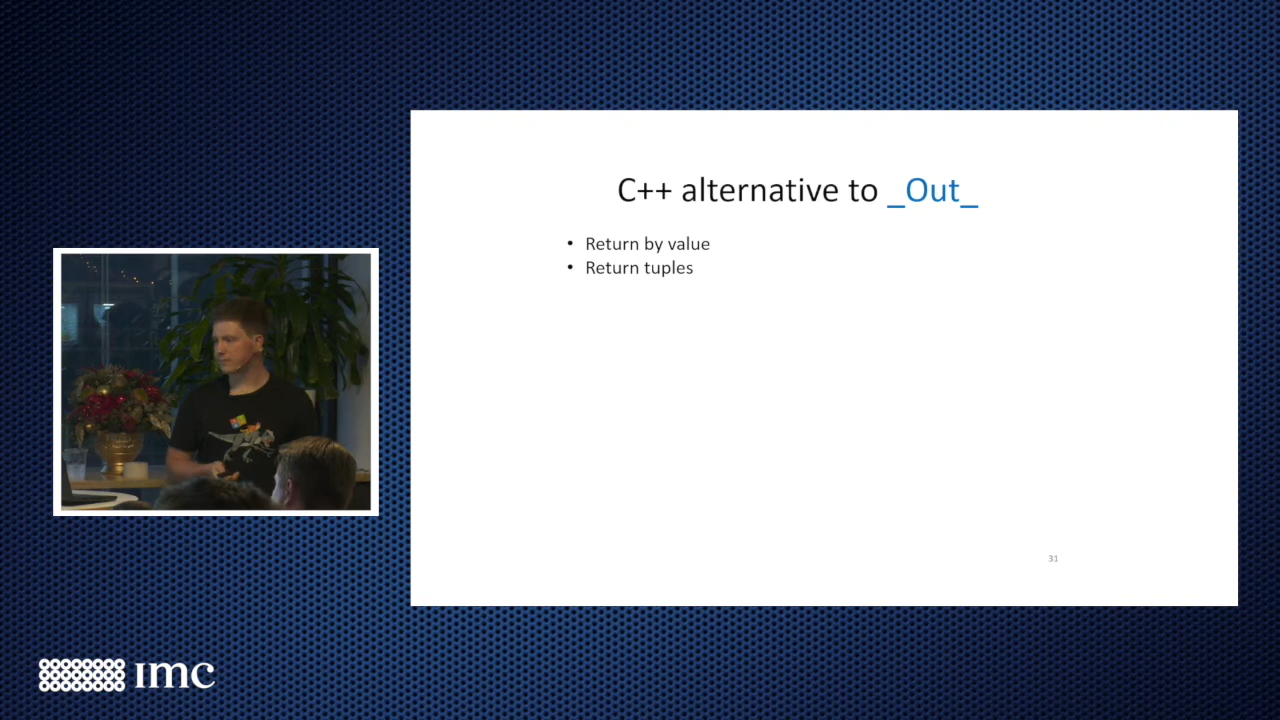 C++ alternative to _Out_
• Return by value
• Return tuples
31
imc